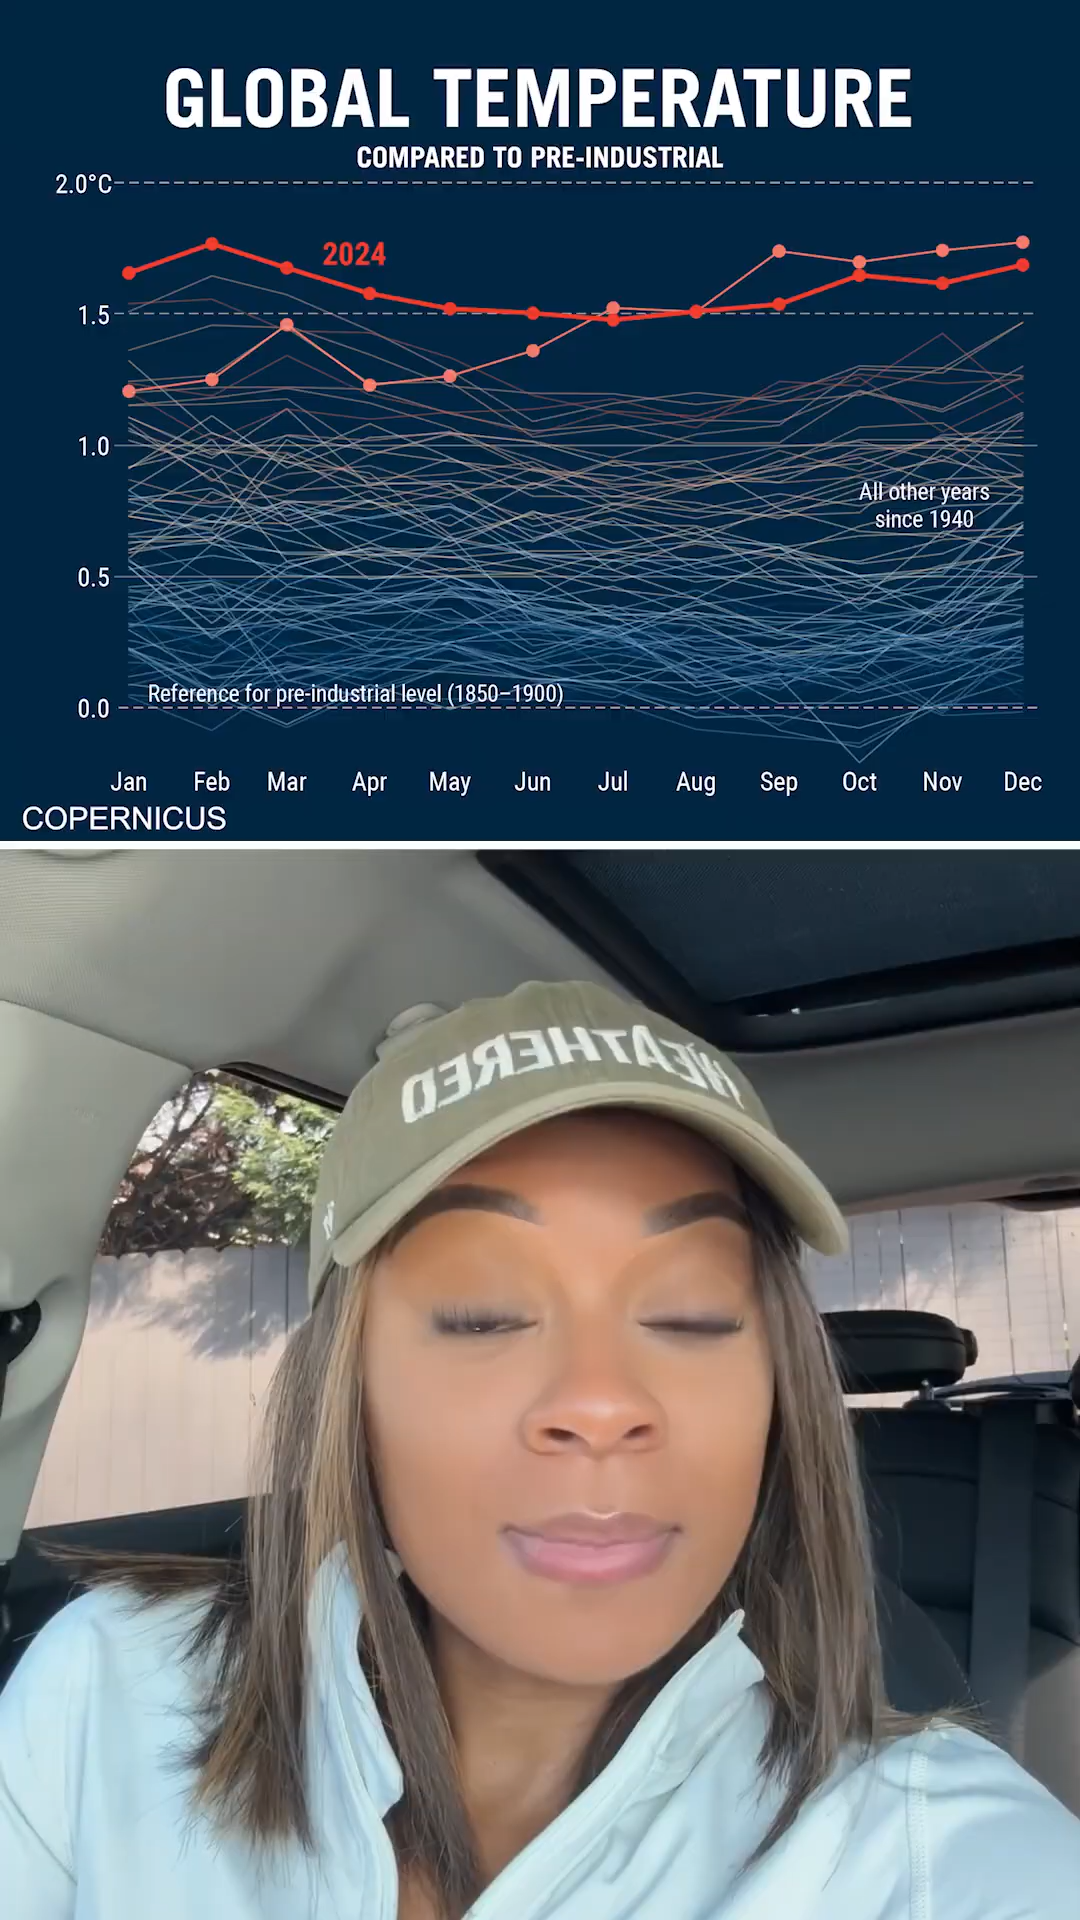 GLOBAL TEMPERATURE
COMPARED TO PRE-INDUSTRIAL
2.0°C
2024
1.5
1.0
All other years
since 1940
0.5
Reference for pre-industrial level (1850–1900)
0.0
Jan Feb Mar Apr May Jun Jul Aug Sep Oct Nov Dec
COPERNICUS
WEATHERED